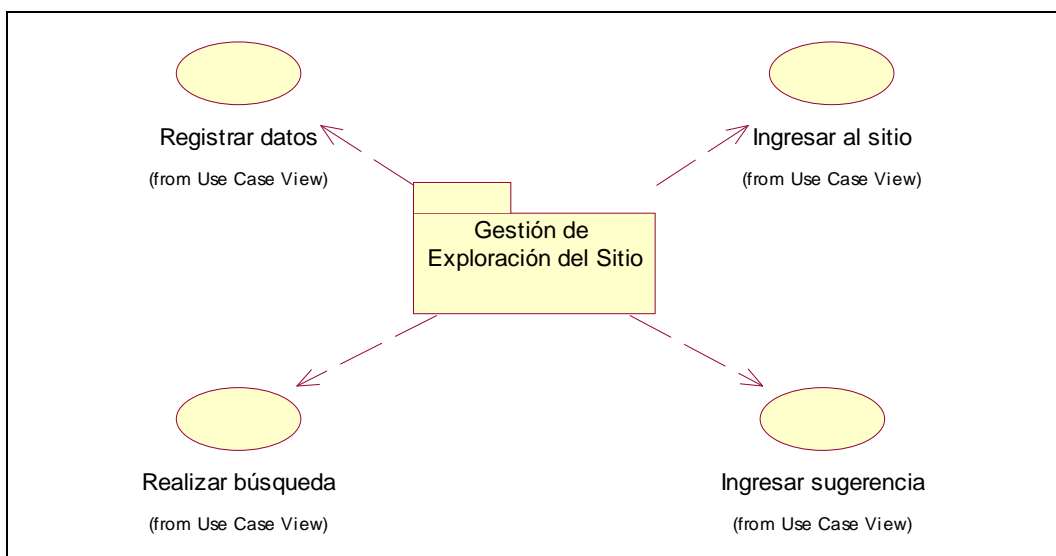 Registrar datos
(from Use Case View)
Ingresar al sitio
(from Use Case View)
Gestión de
Exploración del Sitio
Realizar búsqueda
(from Use Case View)
Ingresar sugerencia
(from Use Case View)